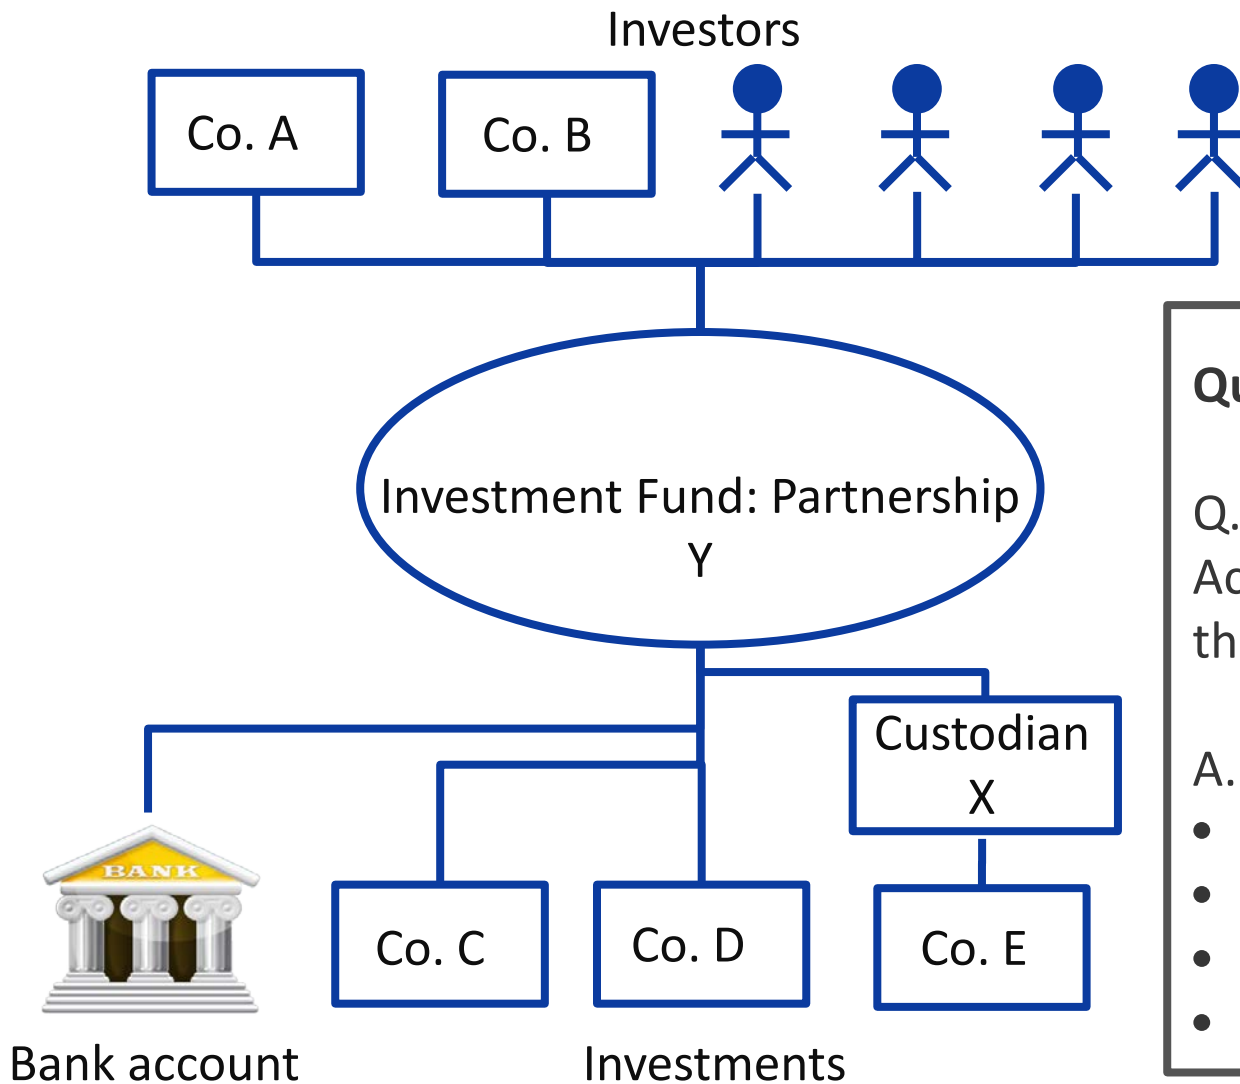 Investors
Co. A
Co. B
Investment Fund: Partnership
Y
Custodian
X
BANK
Co. C
Co. D
Co. E
Bank account
Investments
Q.
A.
•
•
•
•